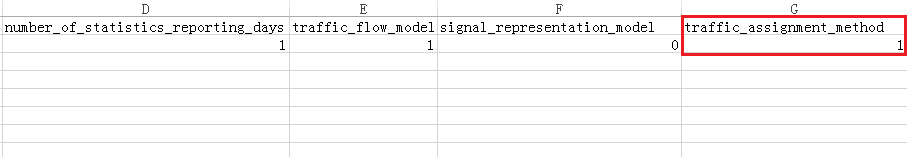 D E F G
number_of_statistics_reporting_days traffic_flow_model signal_representation_model traffic_assignment_method
1 1 0 1